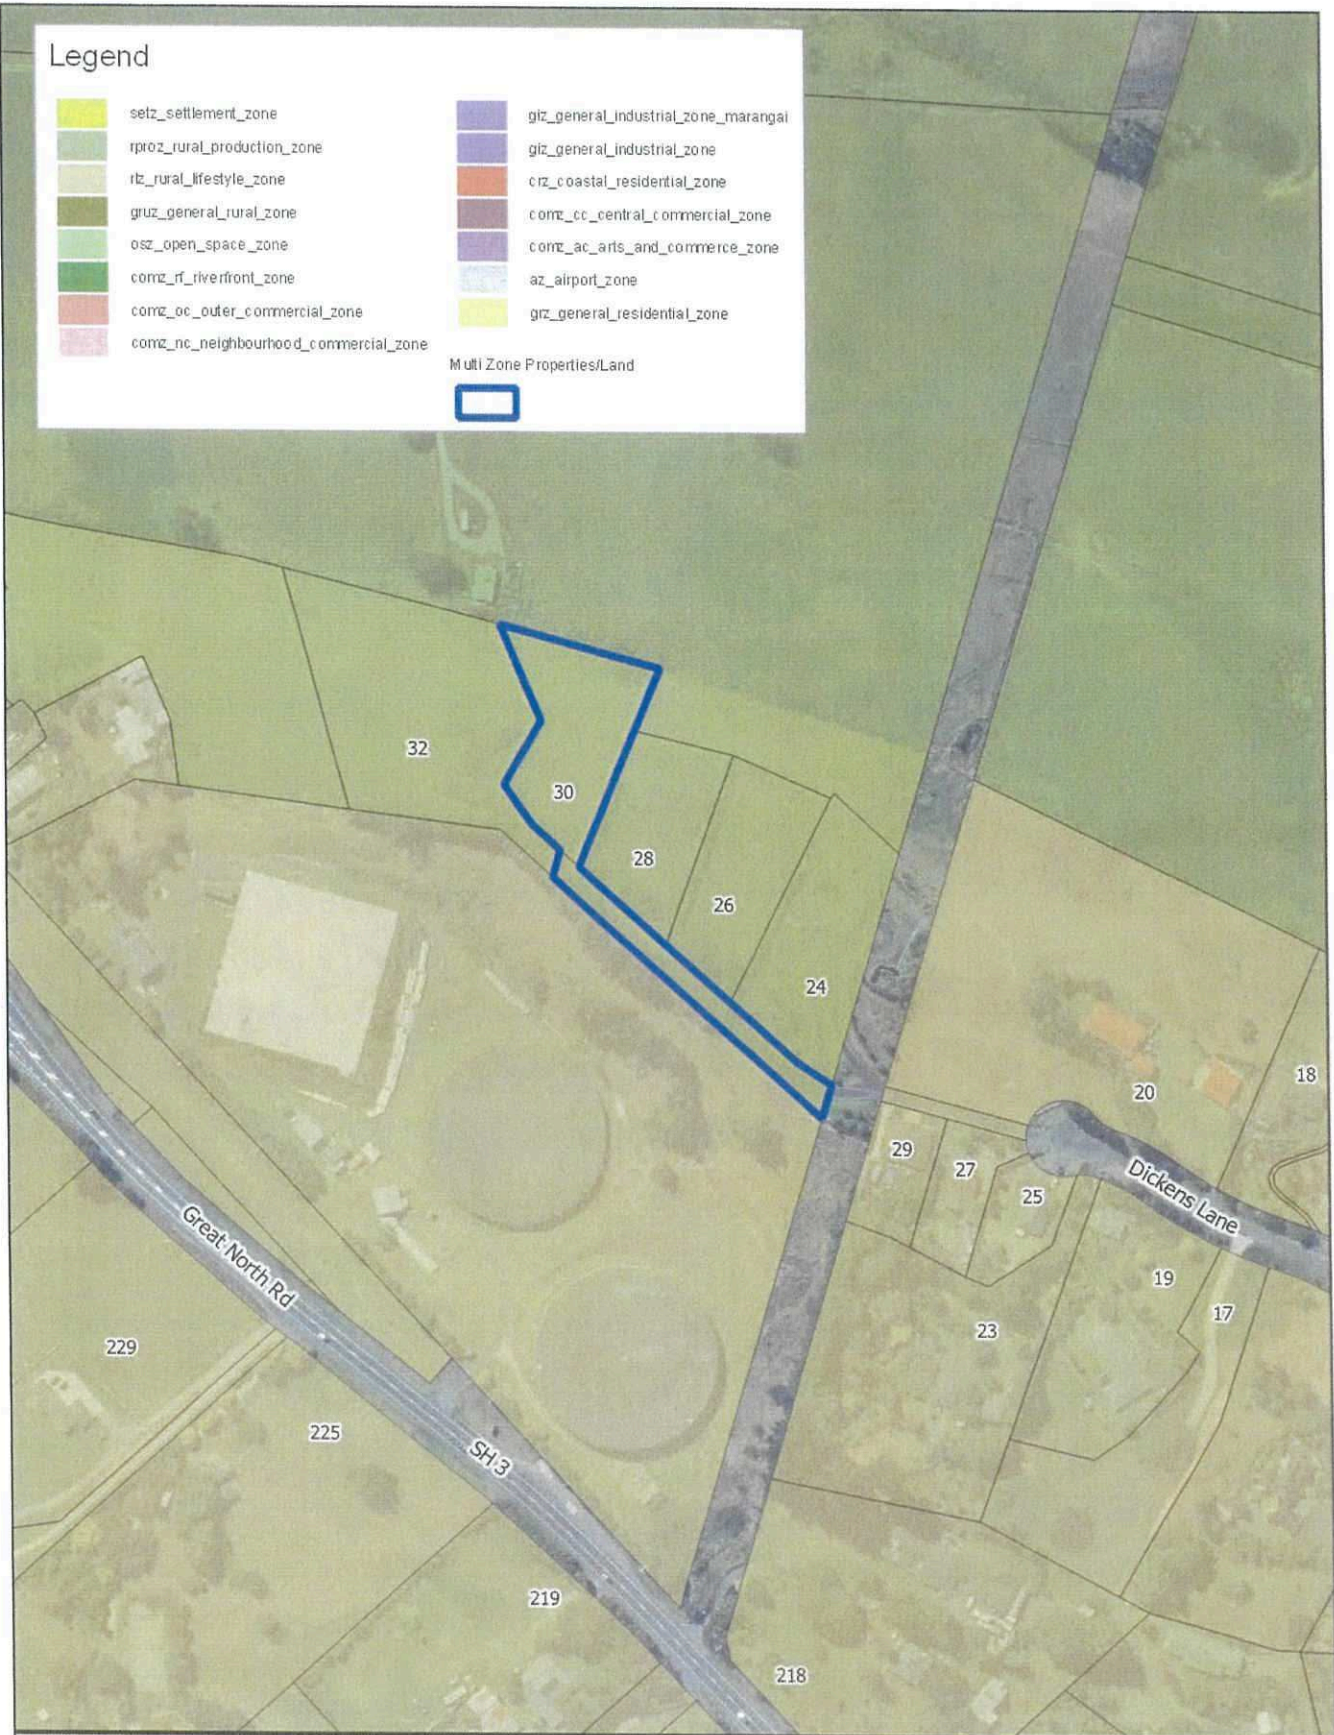 Legend
setz_settlement_zone
rproz_rural_production_zone
rlz_rural_lifestyle_zone
gruz_general_rural_zone
osz_open_space_zone
comz_rf_riverfront_zone
comz_oc_outer_commercial_zone
comz_nc_neighbourhood_commercial_zone
giz_general_industrial_zone_marangai
giz_general_industrial_zone
crz_coastal_residential_zone
comz_cc_central_commercial_zone
comz_ac_arts_and_commerce_zone
az_airport_zone
grz_general_residential_zone
Multi Zone Properties/Land
32
30
28
26
24
18
20
29
27
25
Dickens Lane
19
17
23
Great North Rd
229
225
SH 3
219
218